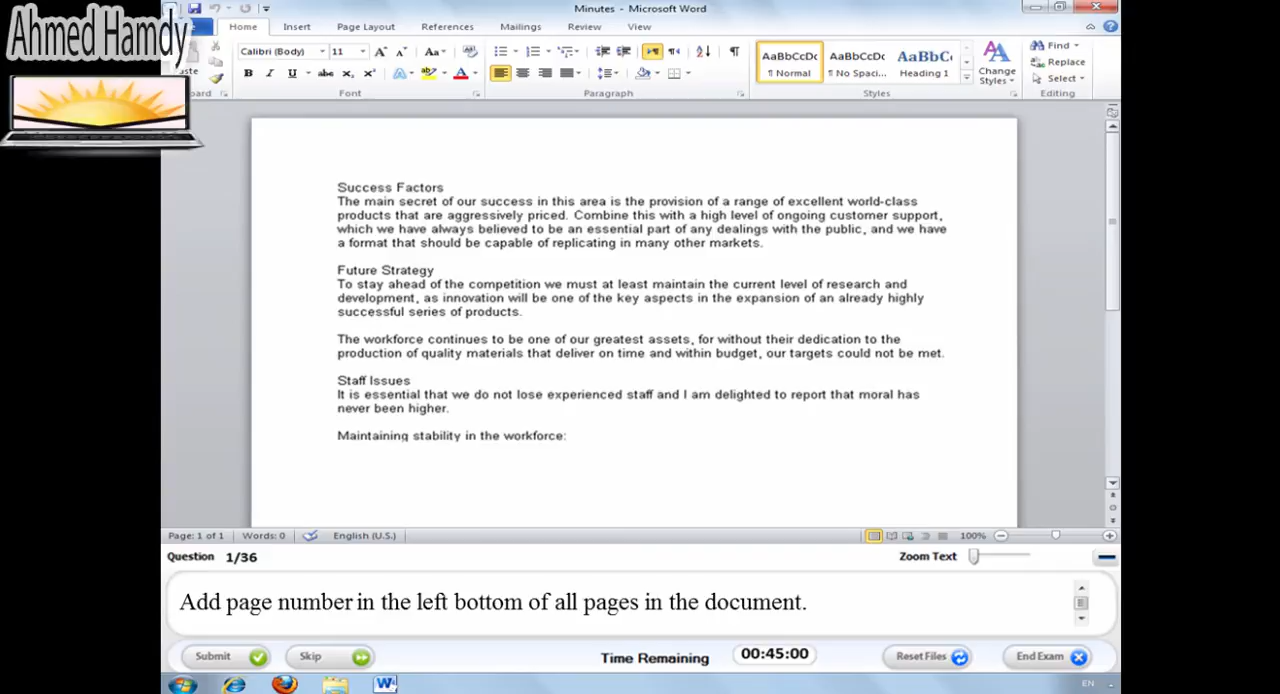 Minutes - Microsoft Word
Ahmed Hamdy
Home Insert Page Layout References Mailings Review View
Calibri (Body) 11 A A Aa
AaBbCcDc AaBbCcDc AaBbC
¶ Normal ¶ No Spaci... Heading 1
Change Styles
Find
Replace
Select
B I U abc X₂ X² A ab A
Font Paragraph Styles Editing
Success Factors
The main secret of our success in this area is the provision of a range of excellent world-class
products that are aggressively priced. Combine this with a high level of ongoing customer support,
which we have always believed to be an essential part of any dealings with the public, and we have
a format that should be capable of replicating in many other markets.
Future Strategy
To stay ahead of the competition we must at least maintain the current level of research and
development, as innovation will be one of the key aspects in the expansion of an already highly
successful series of products.
The workforce continues to be one of our greatest assets, for without their dedication to the
production of quality materials that deliver on time and within budget, our targets could not be met.
Staff Issues
It is essential that we do not lose experienced staff and I am delighted to report that moral has
never been higher.
Maintaining stability in the workforce:
Page: 1 of 1 Words: 0 English (U.S.) 100%
Question 1/36 Zoom Text
Add page number in the left bottom of all pages in the document.
Submit Skip Time Remaining 00:45:00 Reset Files End Exam
EN